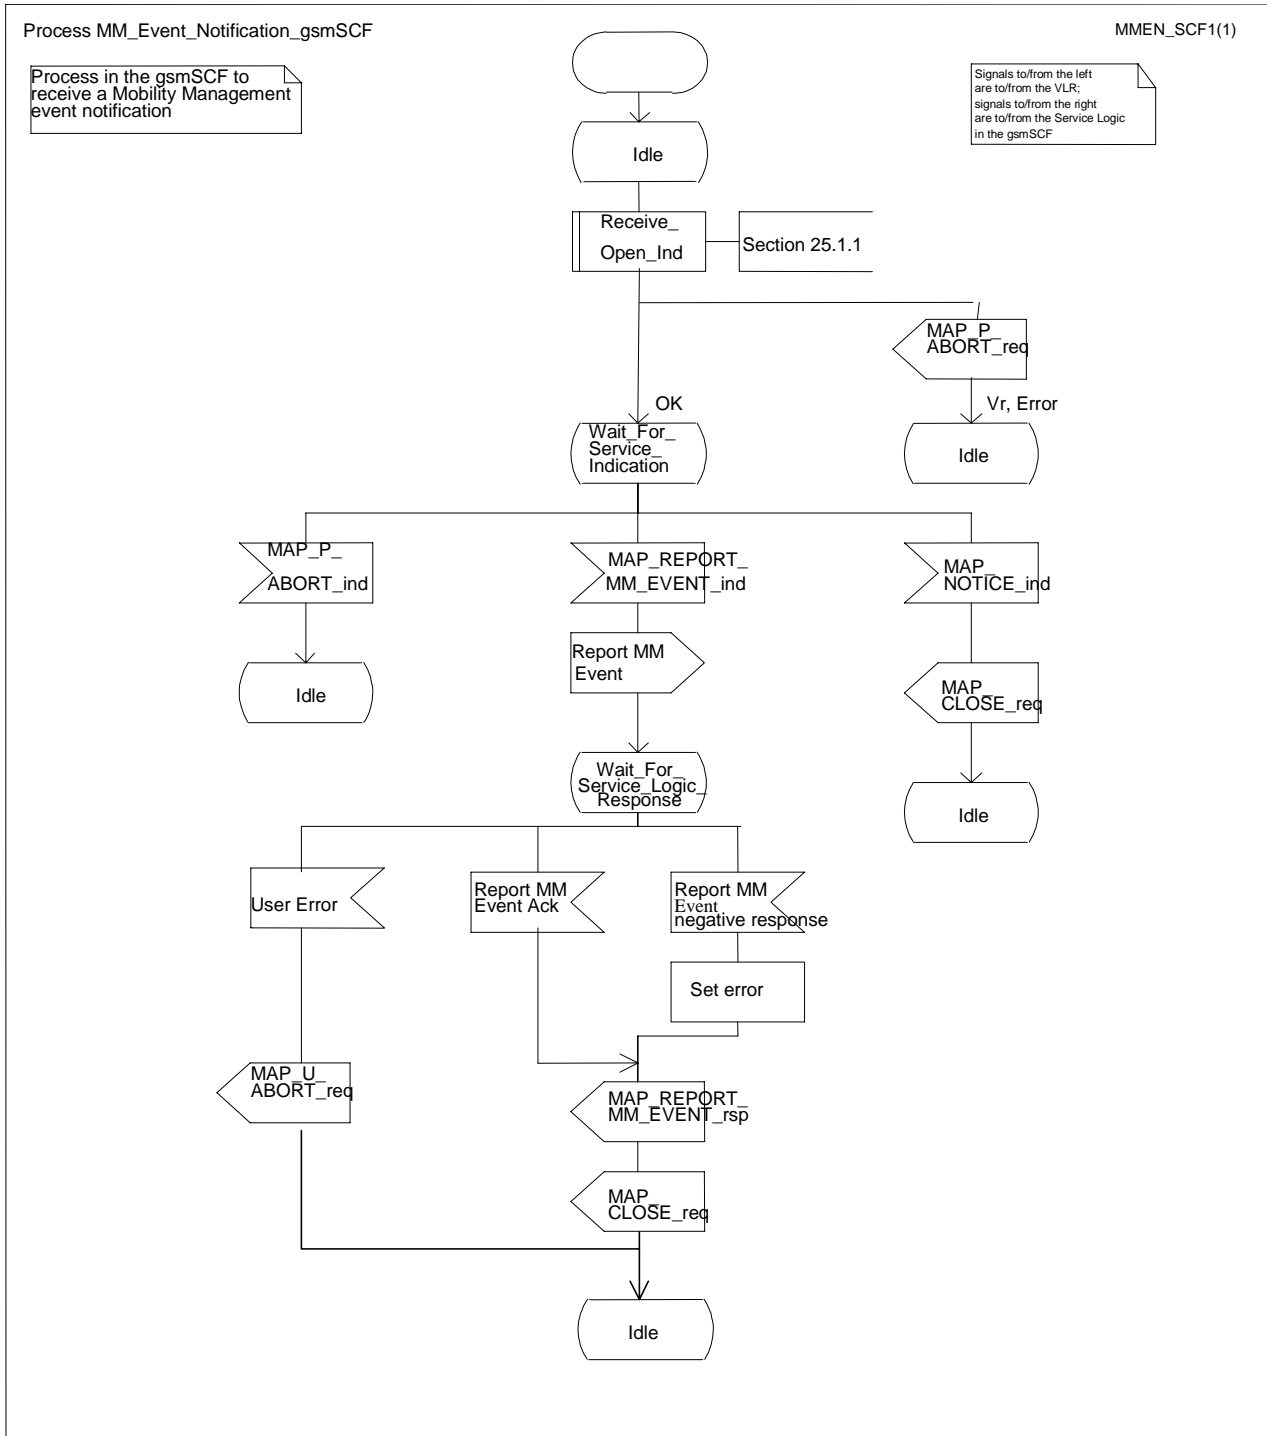 Process MM_Event_Notification_gsmSCF
MMEN_SCF1(1)
Process in the gsmSCF to
receive a Mobility Management
event notification
Signals to/from the left
are to/from the VLR;
signals to/from the right
are to/from the Service Logic
in the gsmSCF
Idle
Receive_
Open_Ind
Section 25.1.1
MAP_P_
ABORT_req
OK
Vr, Error
Wait_For_
Service_
Indication
Idle
MAP_P_
ABORT_ind
MAP_REPORT_
MM_EVENT_ind
MAP_
NOTICE_ind
Report MM
Event
Idle
MAP_
CLOSE_req
Wait_For_
Service_Logic_
Response
Idle
User Error
Report MM
Event Ack
Report MM
Event
negative response
Set error
MAP_U_
ABORT_req
MAP_REPORT_
MM_EVENT_rsp
MAP_
CLOSE_req
Idle